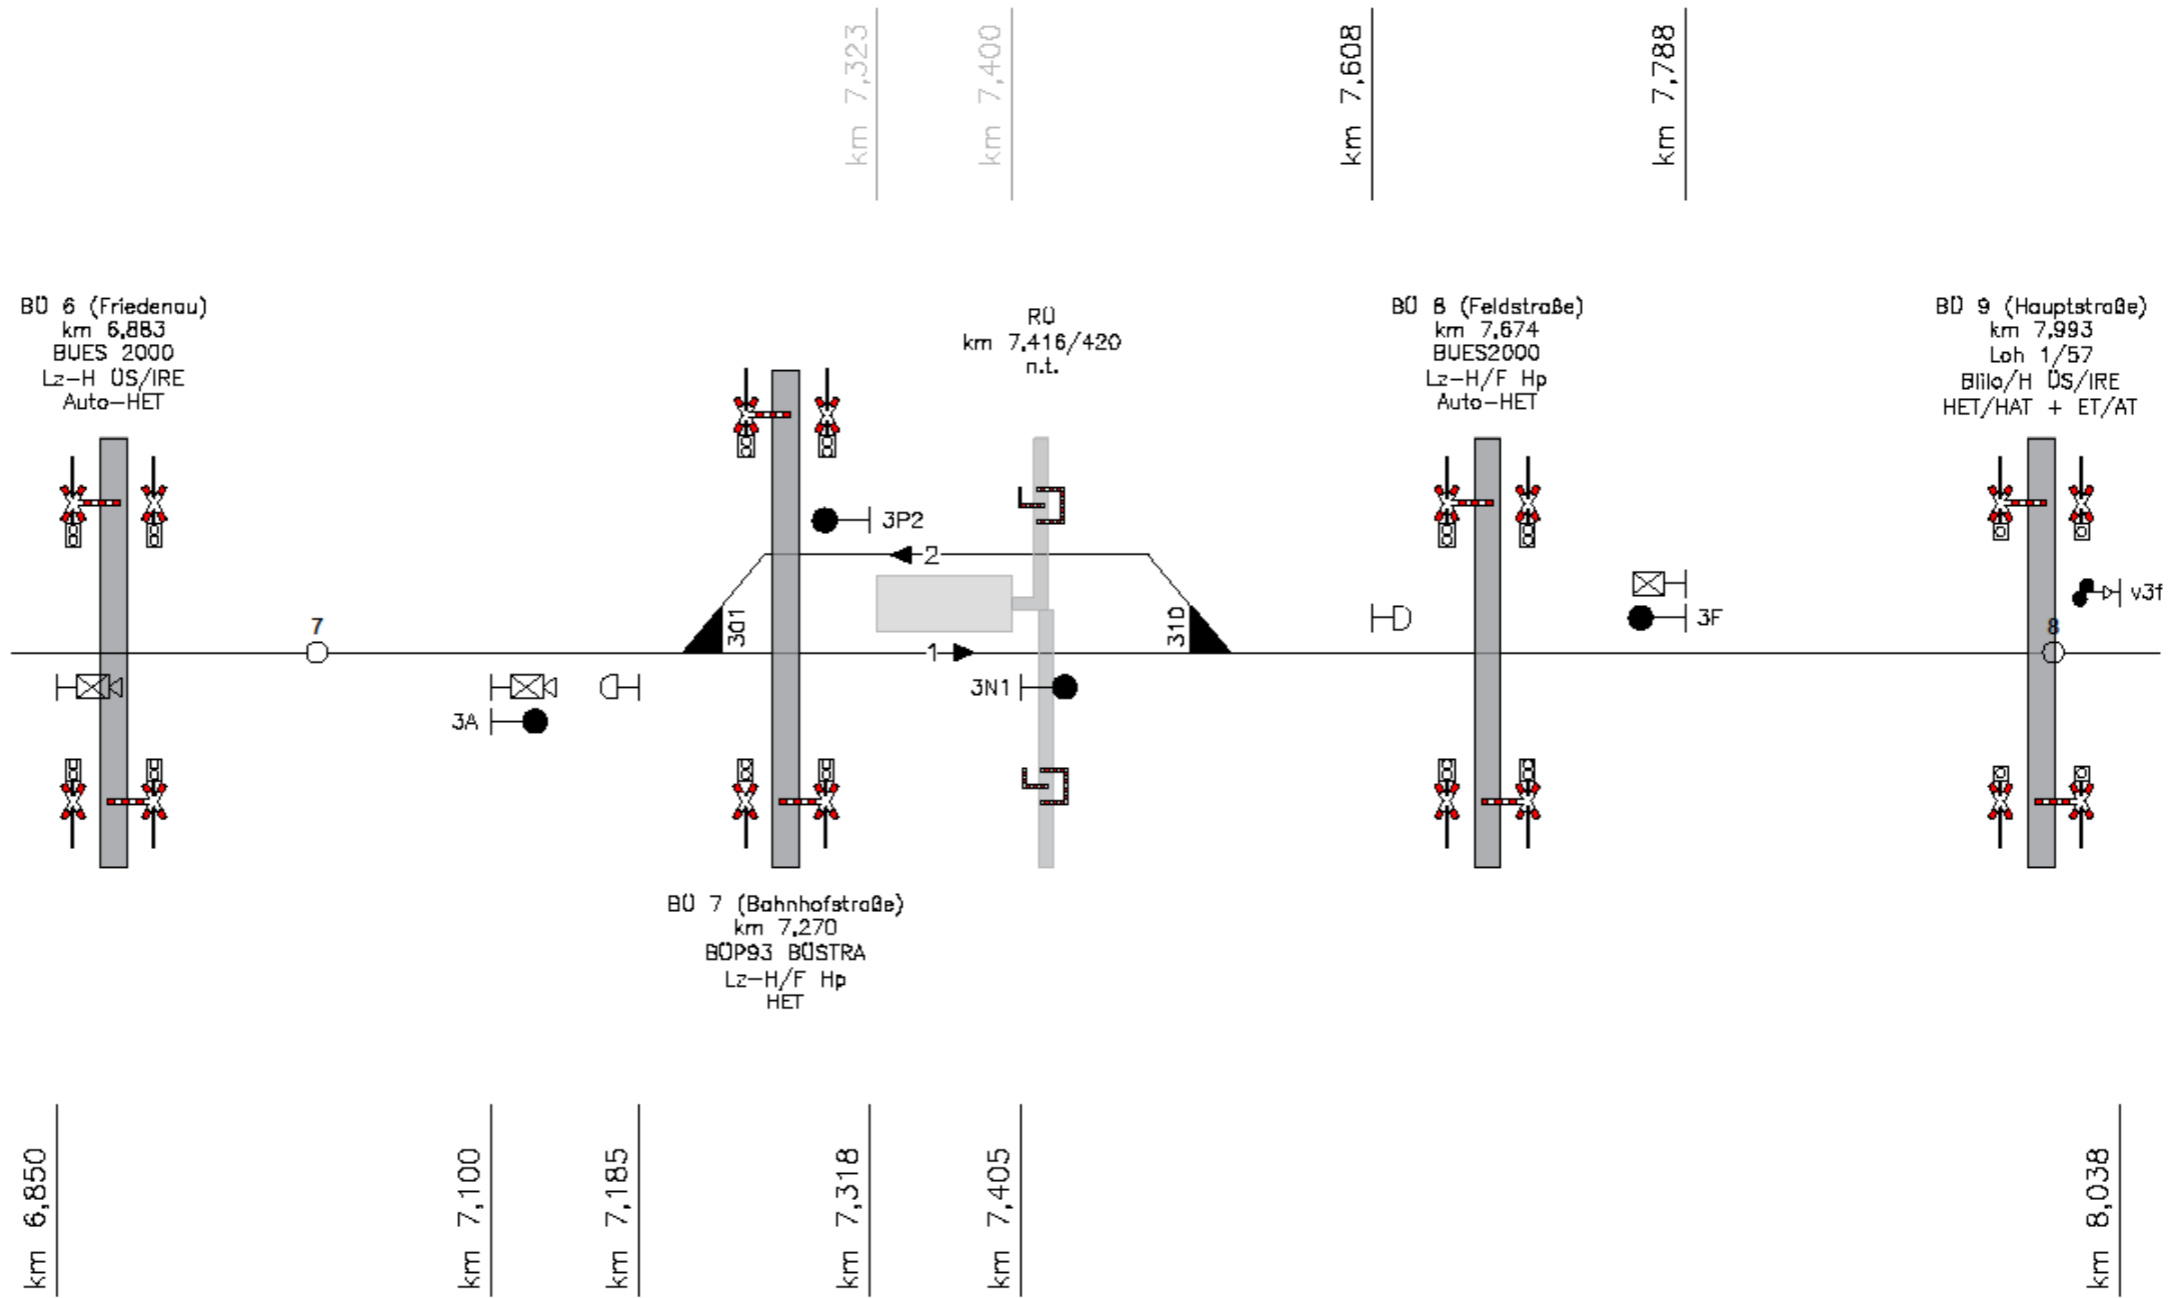 km 7,323
km 7,400
km 7,608
km 7,788
BÜ 6 (Friedenau)
km 6,883
BUES 2000
Lz-H ÜS/IRE
Auto-HET
RÜ
km 7,416/420
n.t.
BÜ 8 (Feldstraße)
km 7,674
BUES2000
Lz-H/F Hp
Auto-HET
BÜ 9 (Hauptstraße)
km 7,993
Loh 1/57
Blilo/H ÜS/IRE
HET/HAT + ET/AT
3P2
2
301
310
7
1
3N1
3A
3F
v3f
8
BÜ 7 (Bahnhofstraße)
km 7,270
BÜP93 BÜSTRA
Lz-H/F Hp
HET
km 6,850
km 7,100
km 7,185
km 7,318
km 7,405
km 8,038